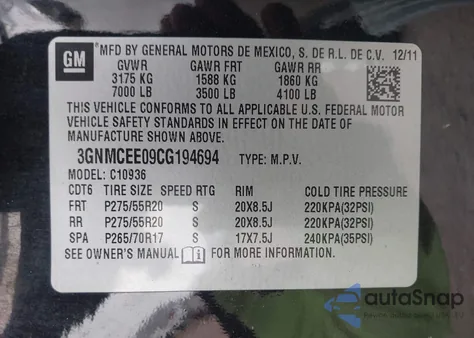 GM
MFD BY GENERAL MOTORS DE MEXICO, S. DE R.L. DE C.V. 12/11
GVWR GAWR FRT GAWR RR
3175 KG 1588 KG 1860 KG
7000 LB 3500 LB 4100 LB
THIS VEHICLE CONFORMS TO ALL APPLICABLE U.S. FEDERAL MOTOR
VEHICLE SAFETY STANDARDS IN EFFECT ON THE DATE OF
MANUFACTURE SHOWN ABOVE.
3GNMCEE09CG194694 TYPE: M.P.V.
MODEL: C10936
CDT6 TIRE SIZE SPEED RTG RIM COLD TIRE PRESSURE
FRT P275/55R20 S 20X8.5J 220KPA(32PSI)
RR P275/55R20 S 20X8.5J 220KPA(32PSI)
SPA P265/70R17 S 17X7.5J 240KPA(35PSI)
SEE OWNER'S MANUAL FOR MORE INFORMATION.
autoSnap